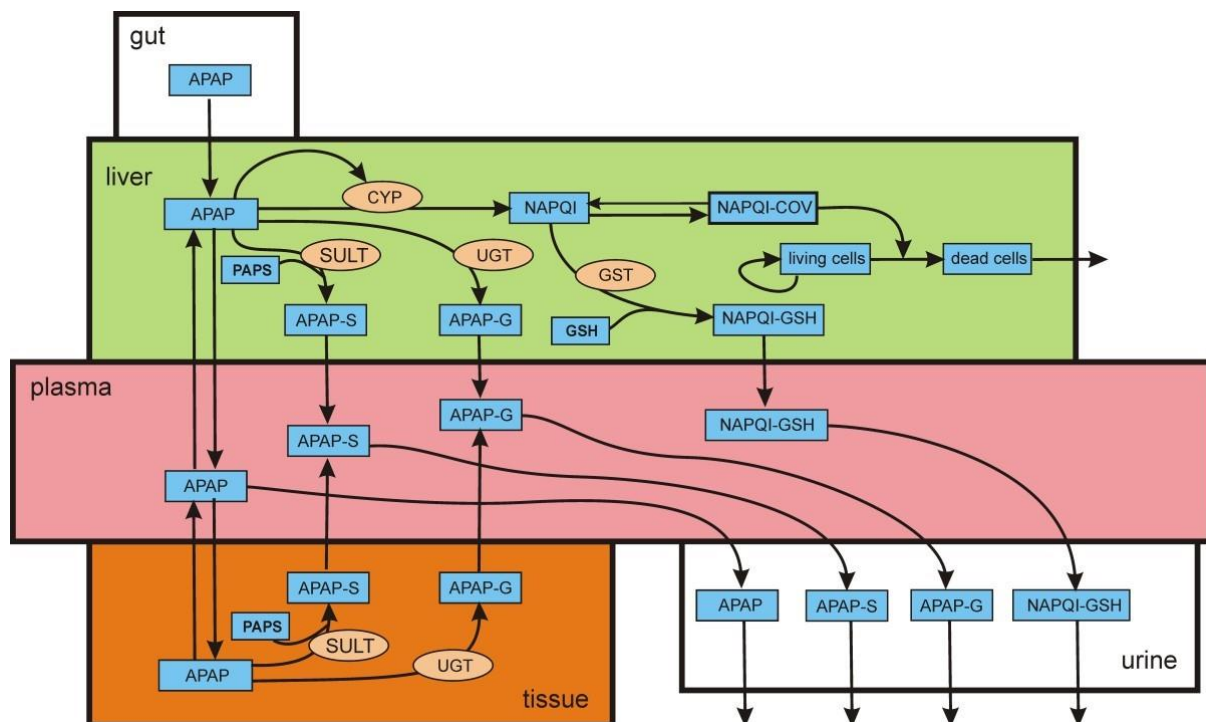 gut
APAP
liver
CYP
APAP
NAPQI
NAPQI-COV
SULT
UGT
PAPS
GST
living cells
dead cells
APAP-S
APAP-G
GSH
NAPQI-GSH
plasma
APAP-G
NAPQI-GSH
APAP-S
APAP
APAP-S
APAP-G
PAPS
SULT
UGT
APAP
tissue
APAP
APAP-S
APAP-G
NAPQI-GSH
urine